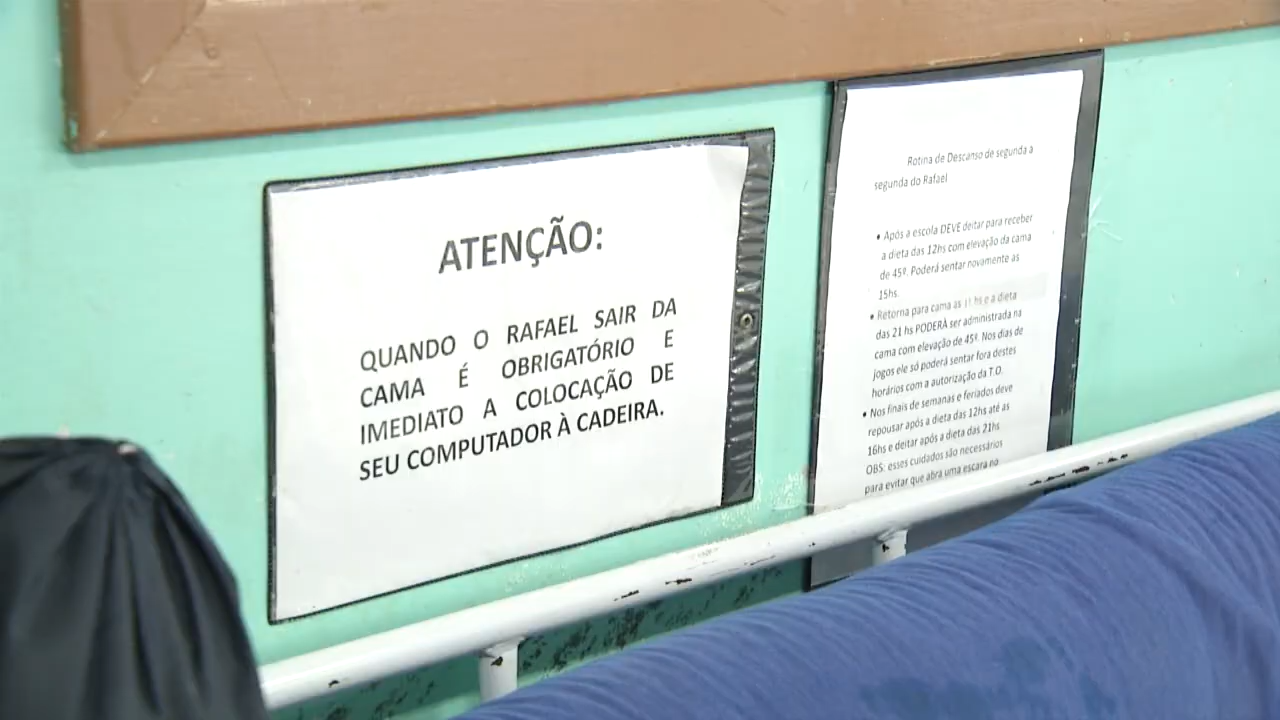 ATENÇÃO:
QUANDO O RAFAEL SAIR DA
CAMA É OBRIGATÓRIO E
IMEDIATO A COLOCAÇÃO DE
SEU COMPUTADOR À CADEIRA.
Rotina de Descanso de segunda a
segunda do Rafael
• Após a escola DEVE deitar para receber
a dieta das 12hs com elevação da cama
de 45º. Poderá sentar novamente as
15hs.
• Retorna para cama as hs e a dieta
das 21 hs PODERÁ ser administrada na
cama com elevação de 45º. Nos dias de
jogos ele só poderá sentar fora destes
horários com a autorização da T.O.
• Nos finais de semanas e feriados deve
repousar após a dieta das 12hs até as
16hs e deitar após a dieta das 21hs
OBS: esses cuidados são necessários
para evitar que abra uma escara no